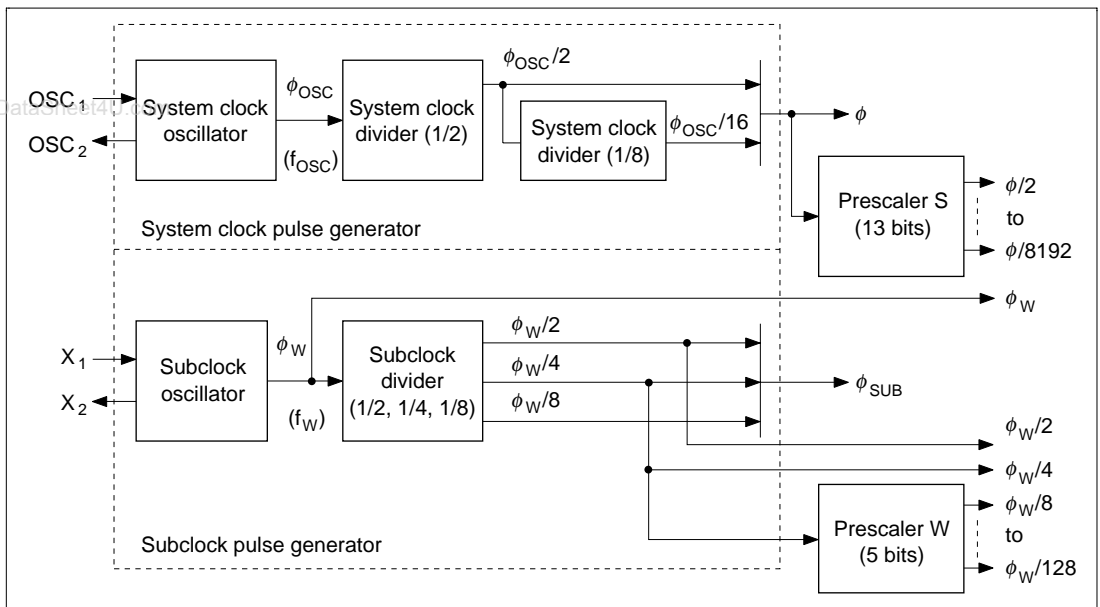 φOSC/2
OSC1
OSC2
System clock
oscillator
φOSC
(fOSC)
System clock
divider (1/2)
System clock
divider (1/8)
φOSC/16
φ
Prescaler S
(13 bits)
φ/2
to
φ/8192
System clock pulse generator
φW
X1
X2
Subclock
oscillator
φW
(fW)
Subclock
divider
(1/2, 1/4, 1/8)
φW/2
φW/4
φW/8
φSUB
φW/2
φW/4
Prescaler W
(5 bits)
φW/8
to
φW/128
Subclock pulse generator